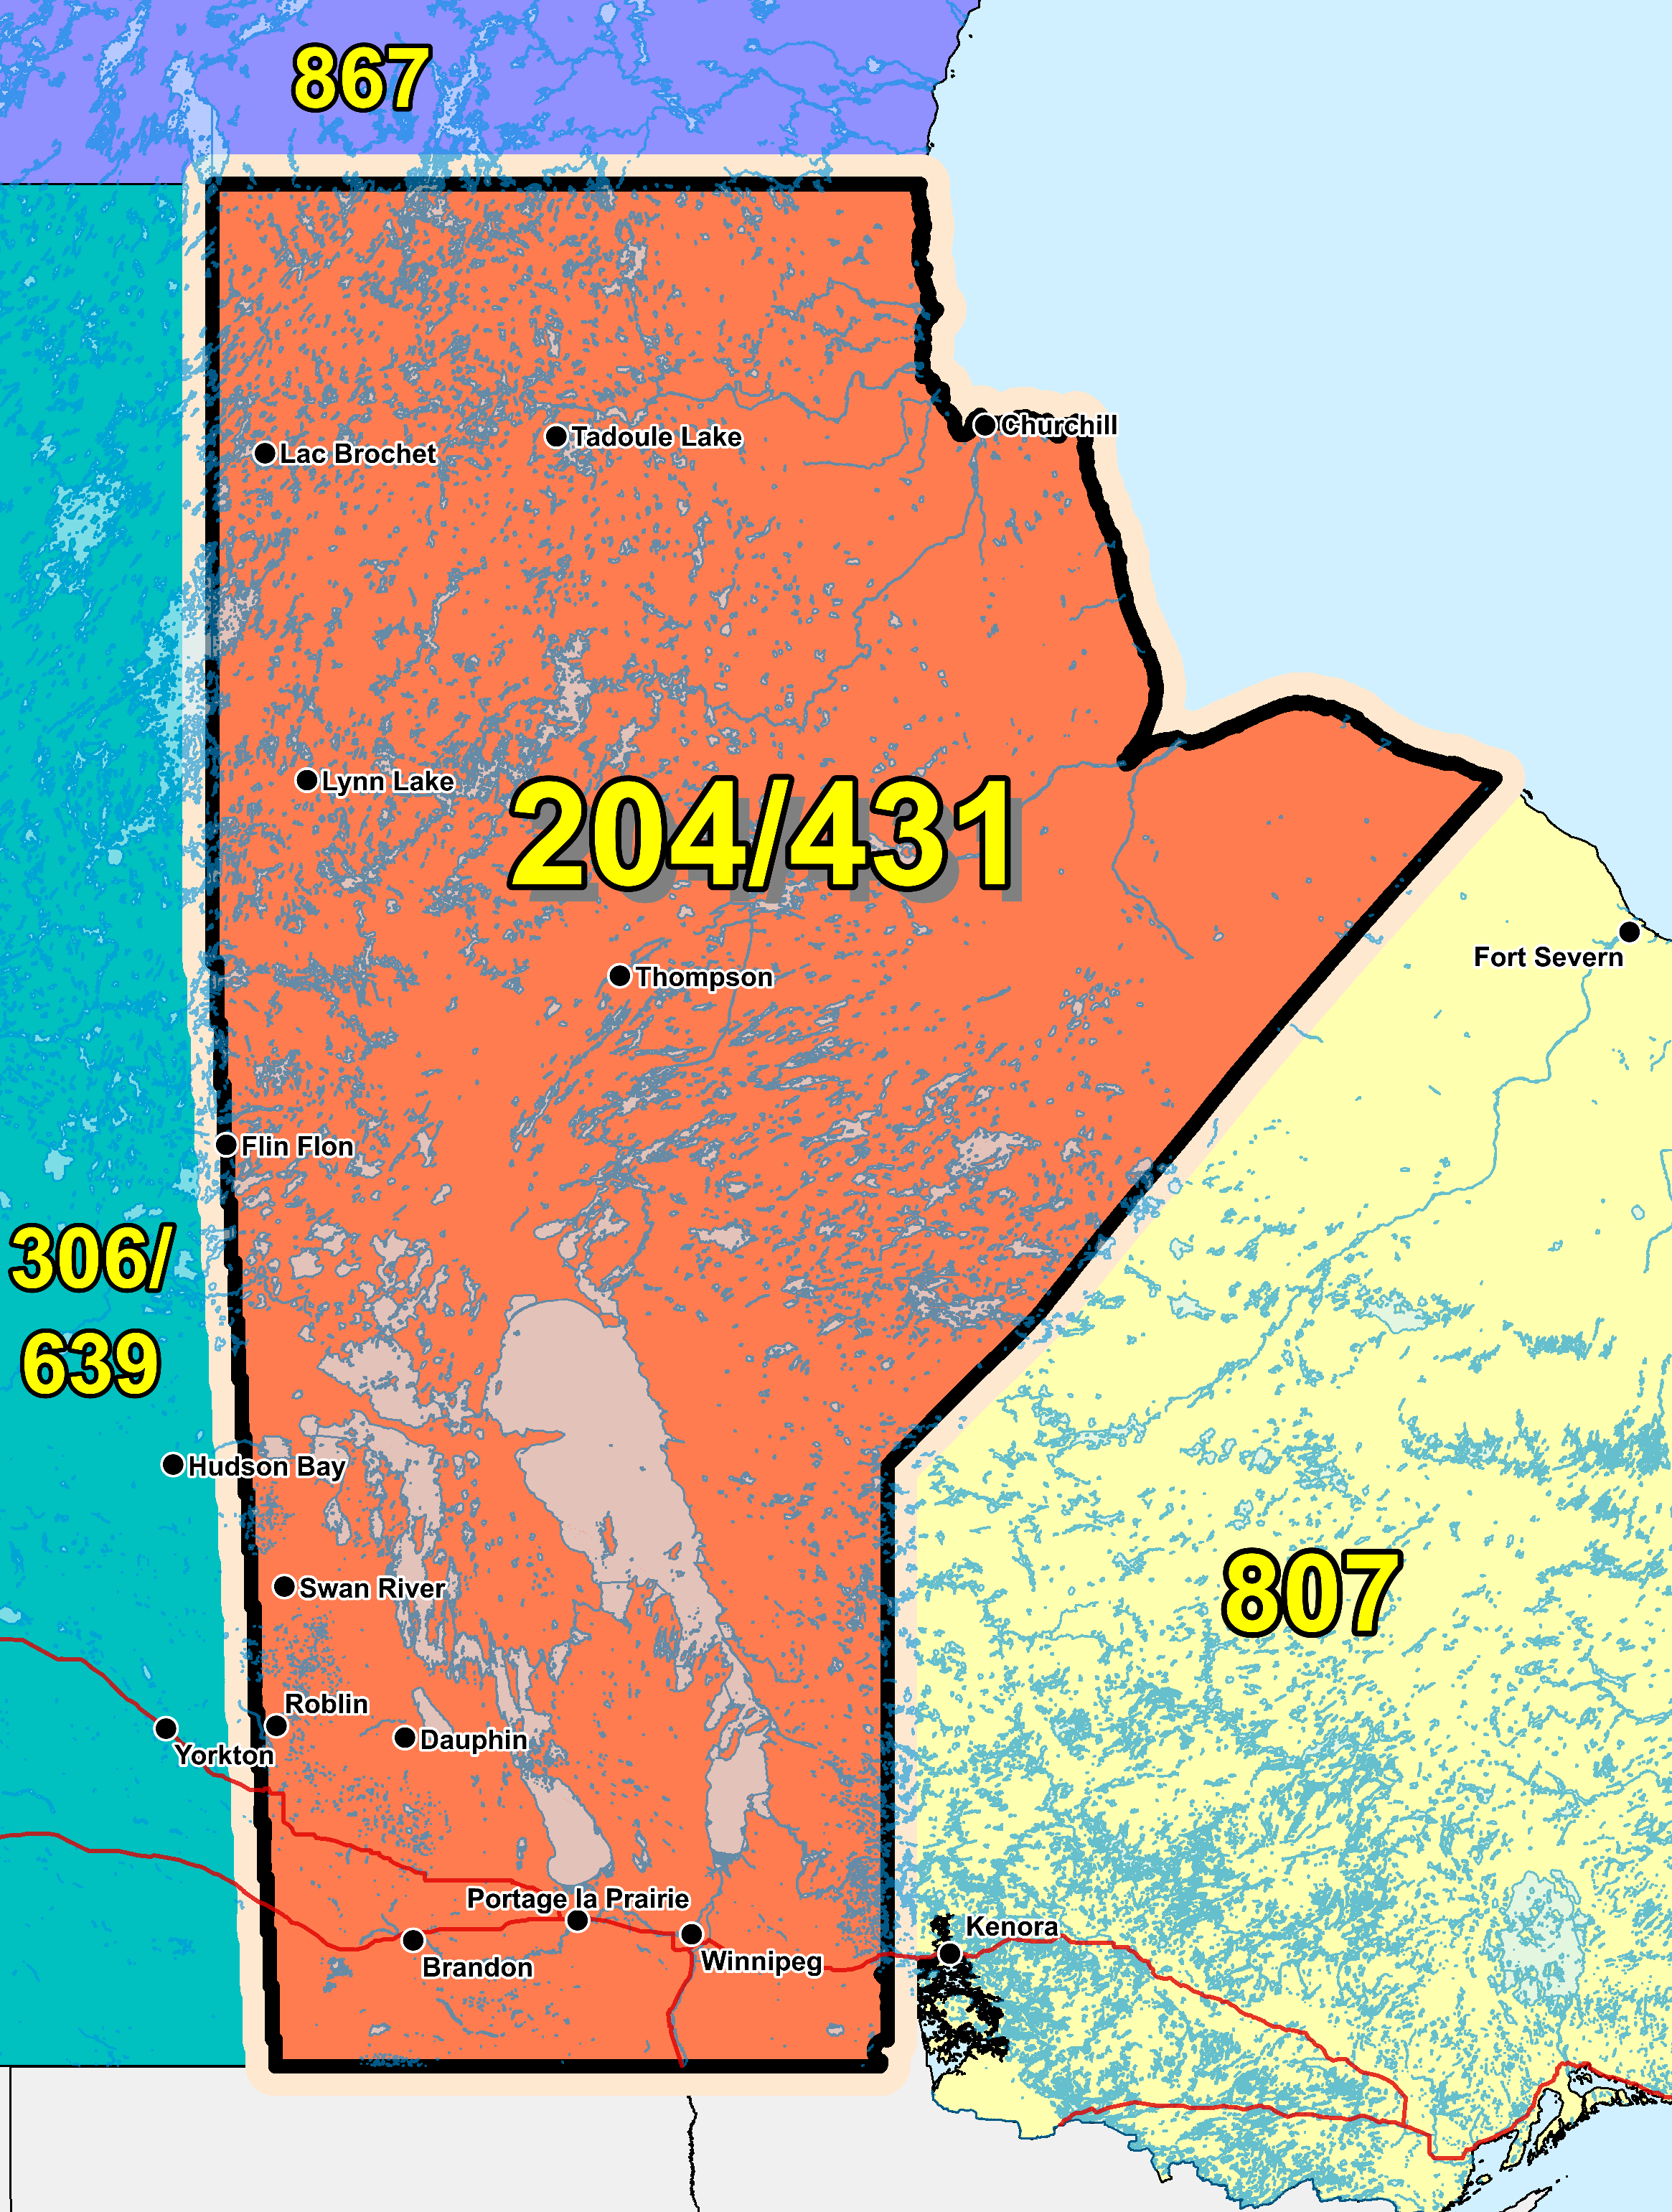 867
Churchill
Tadoule Lake
Lac Brochet
Lynn Lake
204/431
Fort Severn
Thompson
Flin Flon
306/
639
Hudson Bay
Swan River
807
Roblin
Dauphin
Yorkton
Portage la Prairie
Kenora
Winnipeg
Brandon